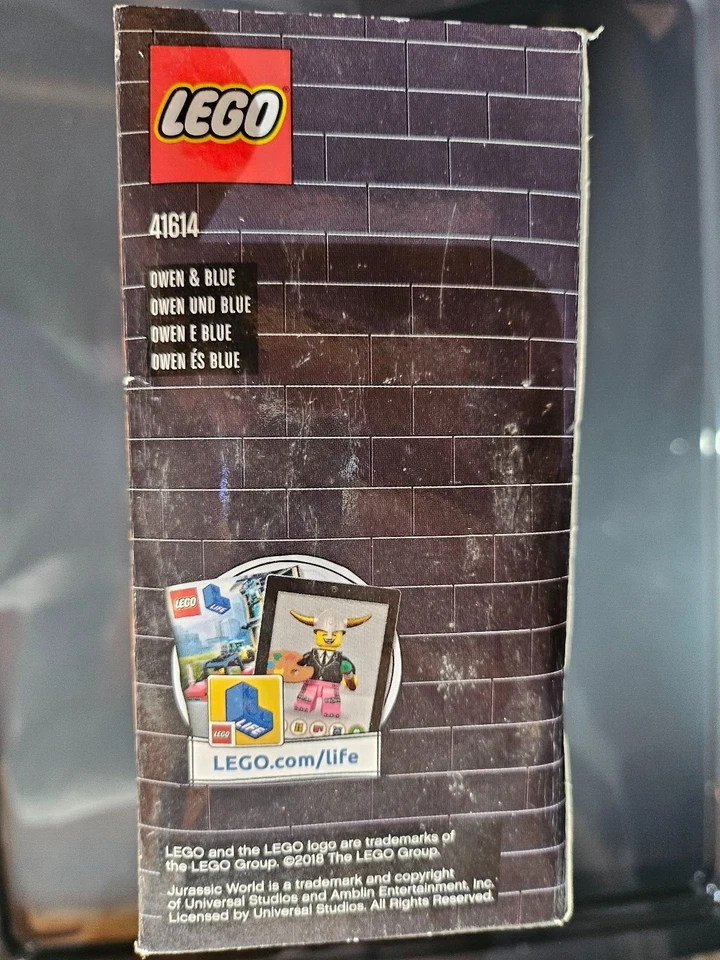 LEGO
41614
OWEN & BLUE
OWEN UND BLUE
OWEN E BLUE
OWEN ÉS BLUE
LEGO
LIFE
LEGO
LIFE
LEGO.com/life
LEGO and the LEGO logo are trademarks of
the LEGO Group. ©2018 The LEGO Group.
Jurassic World is a trademark and copyright
of Universal Studios and Amblin Entertainment, Inc.
Licensed by Universal Studios. All Rights Reserved.